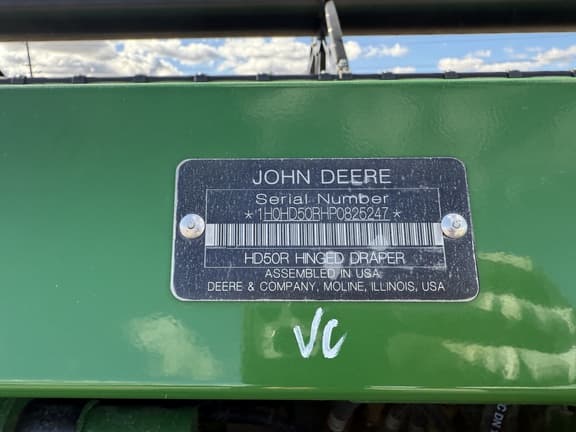 JOHN DEERE
Serial Number
*1H0HD50RHP0825247*
HD50R HINGED DRAPER
ASSEMBLED IN USA
DEERE & COMPANY, MOLINE, ILLINOIS, USA
VC